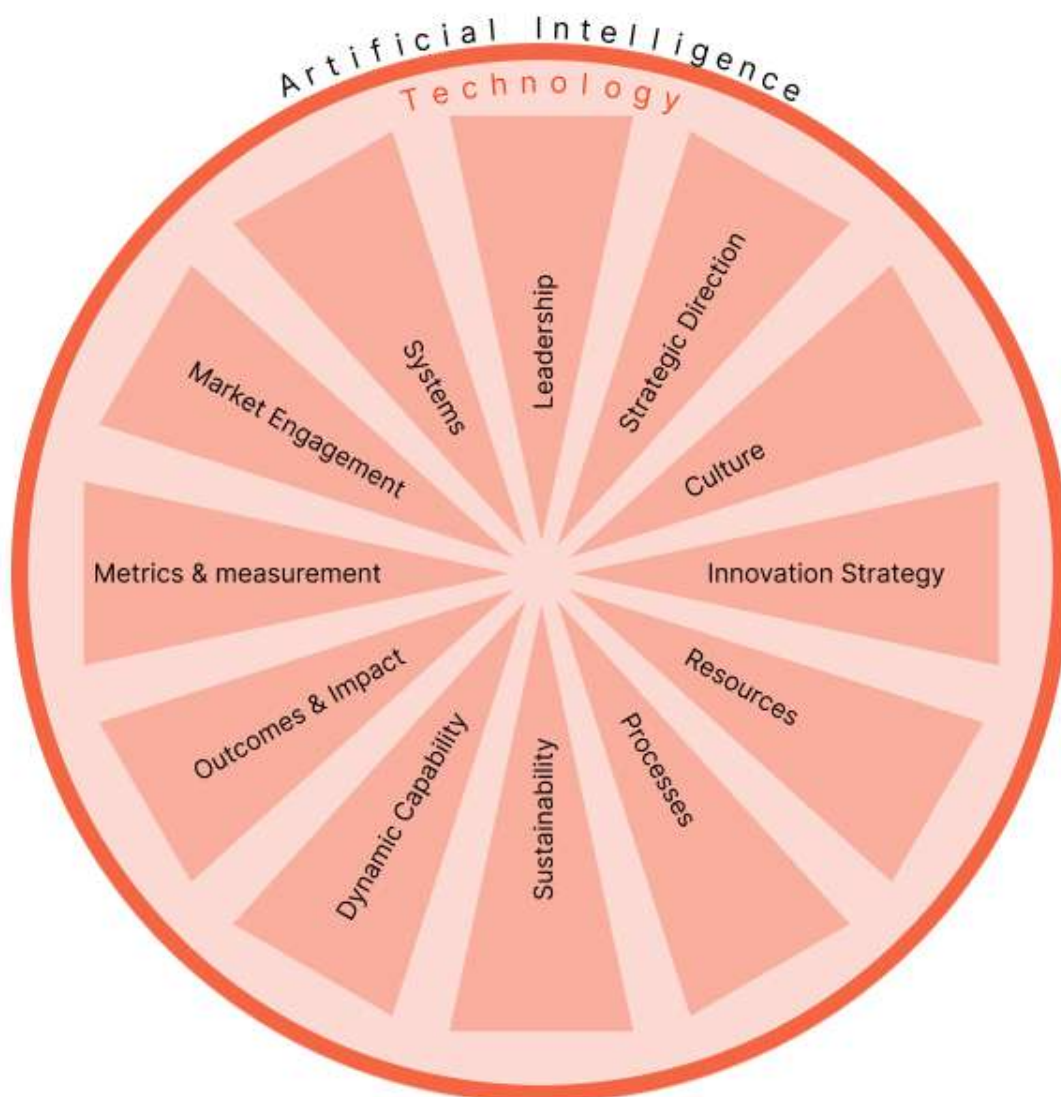 Artificial Intelligence
Technology
Leadership
Strategic Direction
Culture
Innovation Strategy
Resources
Processes
Sustainability
Dynamic Capability
Outcomes & Impact
Metrics & measurement
Market Engagement
Systems